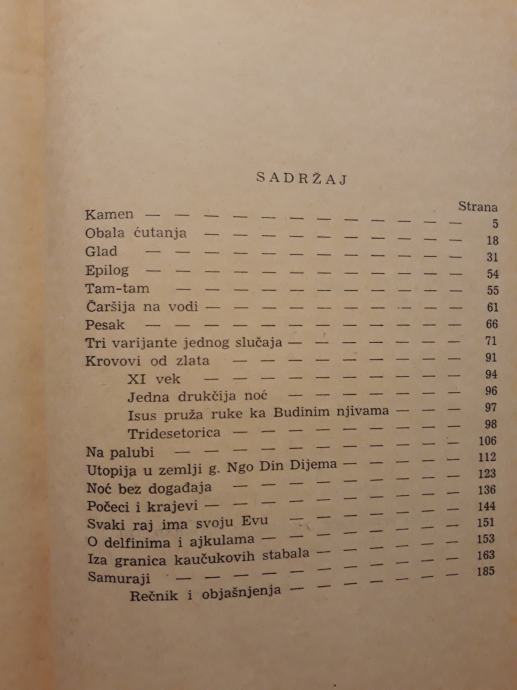 SADRŽAJ
Strana
Kamen — — — — — — — — — — — 5
Obala ćutanja — — — — — — — — — 18
Glad — — — — — — — — — — — 31
Epilog — — — — — — — — — — — 54
Tam-tam — — — — — — — — — — 55
Čaršija na vodi — — — — — — — — — 61
Pesak — — — — — — — — — — — 66
Tri varijante jednog slučaja — — — — — — 71
Krovovi od zlata — — — — — — — — 91
XI vek — — — — — — — — — 94
Jedna drukčija noć — — — — — — — 96
Isus pruža ruke ka Budinim njivama — — — 97
Tridesetorica — — — — — — — — 98
Na palubi — — — — — — — — — — 106
Utopija u zemlji g. Ngo Din Dijema — — — — 112
Noć bez događaja — — — — — — — — 123
Počeci i krajevi — — — — — — — — — 136
Svaki raj ima svoju Evu — — — — — — 144
O delfinima i ajkulama — — — — — — — 151
Iza granica kaučukovih stabala — — — — — 153
Samuraji — — — — — — — — — — 163
Rečnik i objašnjenja — — — — — — 185